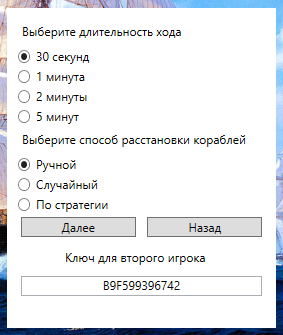 Выберите длительность хода
30 секунд
1 минута
2 минуты
5 минут
Выберите способ расстановки кораблей
Ручной
Случайный
По стратегии
Далее Назад
Ключ для второго игрока
B9F599396742